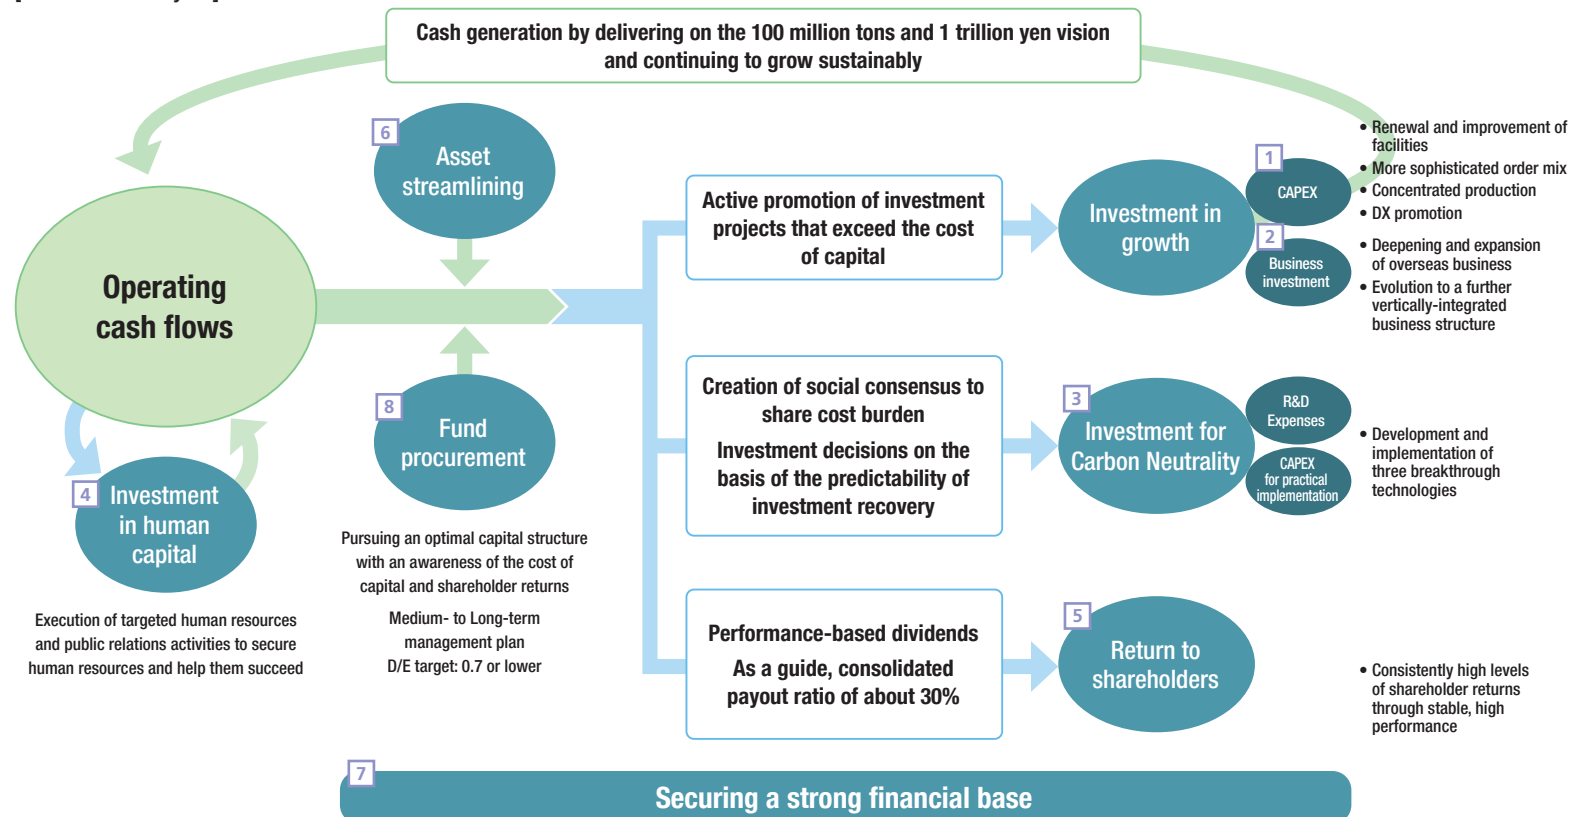 Cash generation by delivering on the 100 million tons and 1 trillion yen vision
and continuing to grow sustainably
Operating
cash flows
4
Investment
in human
capital
Execution of targeted human resources
and public relations activities to secure
human resources and help them succeed
6
Asset
streamlining
8
Fund
procurement
Pursuing an optimal capital structure
with an awareness of the cost of
capital and shareholder returns
Medium- to Long-term
management plan
D/E target: 0.7 or lower
Active promotion of investment
projects that exceed the cost
of capital
Investment in
growth
1
CAPEX
• Renewal and improvement of
facilities
• More sophisticated order mix
• Concentrated production
• DX promotion
2
Business
investment
• Deepening and expansion
of overseas business
• Evolution to a further
vertically-integrated
business structure
Creation of social consensus to
share cost burden
Investment decisions on the
basis of the predictability of
investment recovery
3
Investment for
Carbon Neutrality
R&D
Expenses
CAPEX
for practical
implementation
• Development and
implementation of
three breakthrough
technologies
Performance-based dividends
As a guide, consolidated
payout ratio of about 30%
5
Return to
shareholders
• Consistently high levels
of shareholder returns
through stable, high
performance
7
Securing a strong financial base